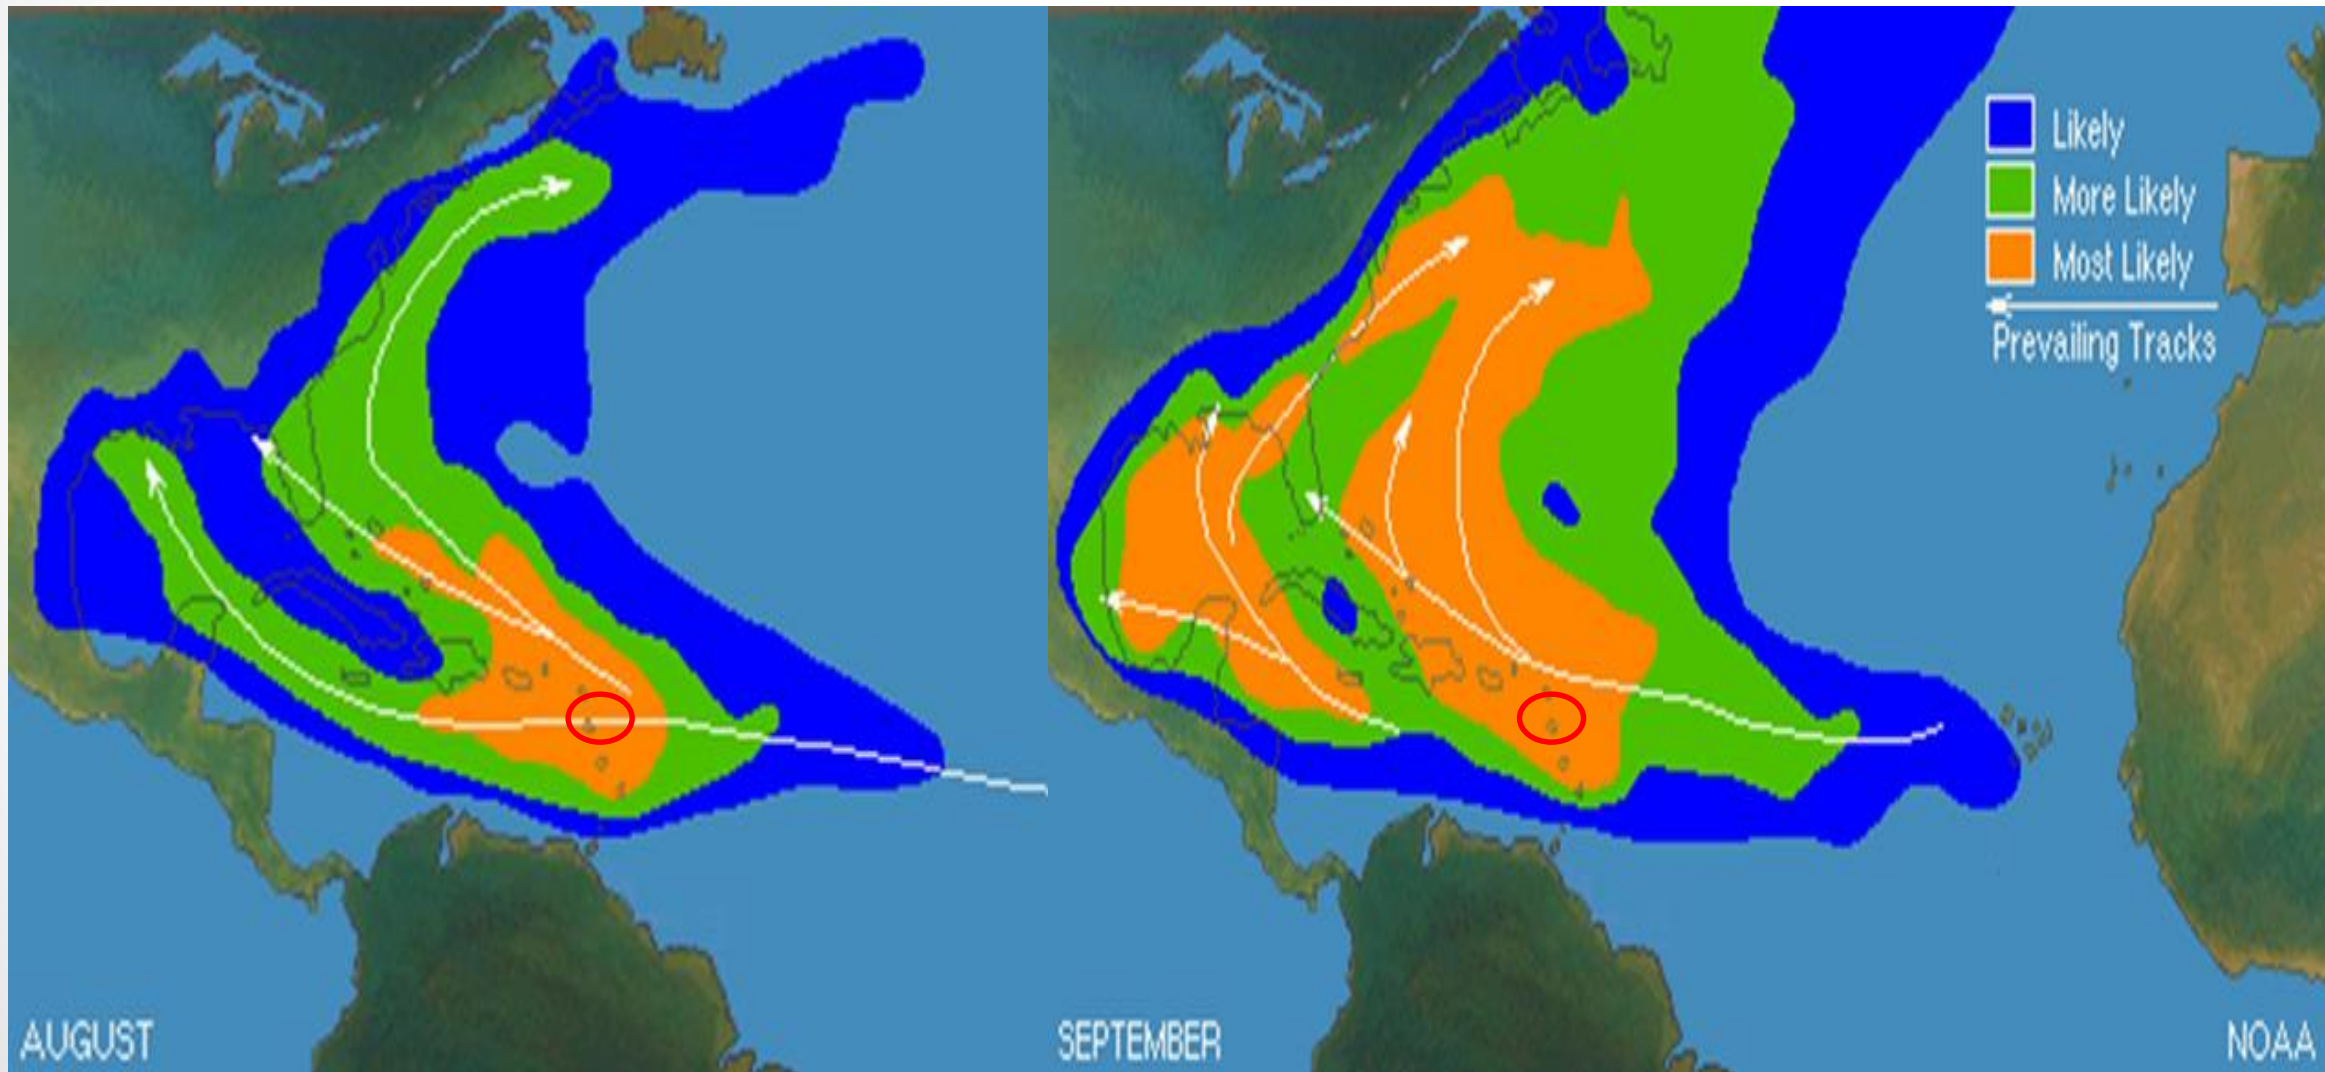 Likely
More Likely
Most Likely
Prevailing Tracks
AUGUST
SEPTEMBER
NOAA